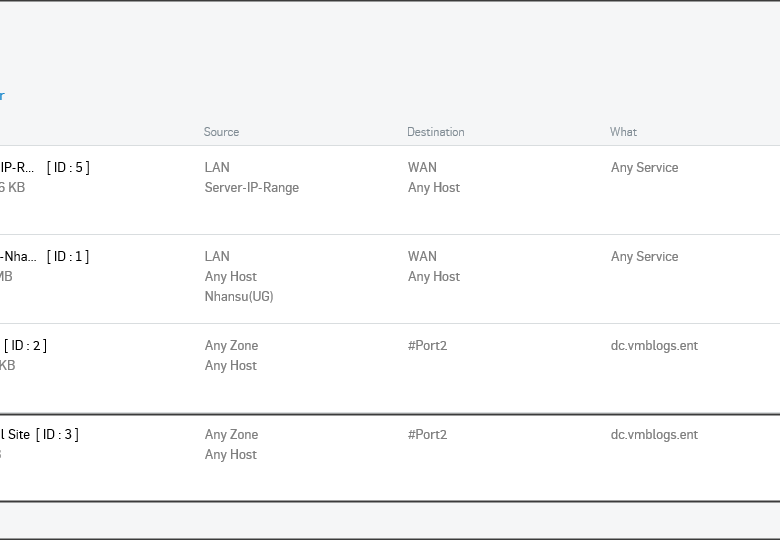 r
Source Destination What
IP-R... [ ID : 5 ] LAN WAN Any Service
6 KB Server-IP-Range Any Host
-Nha... [ ID : 1 ] LAN WAN Any Service
MB Any Host Any Host
Nhansu(UG)
[ ID : 2 ] Any Zone #Port2 dc.vmblogs.ent
KB Any Host
l Site [ ID : 3 ] Any Zone #Port2 dc.vmblogs.ent
Any Host